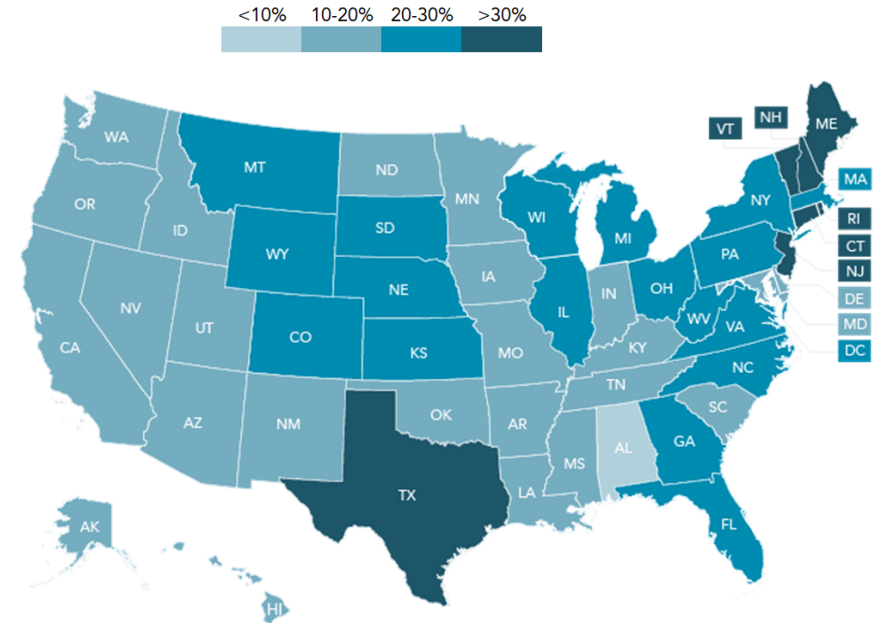 <10% 10-20% 20-30% >30%
WA
MT
ND
MN
OR
ID
WY
SD
WI
MI
NY
VT
NH
ME
MA
RI
CT
NJ
DE
MD
DC
NV
UT
CO
NE
IA
IL
IN
OH
PA
WV
VA
CA
KS
MO
KY
NC
AZ
NM
OK
AR
TN
SC
TX
LA
MS
AL
GA
FL
AK
HI